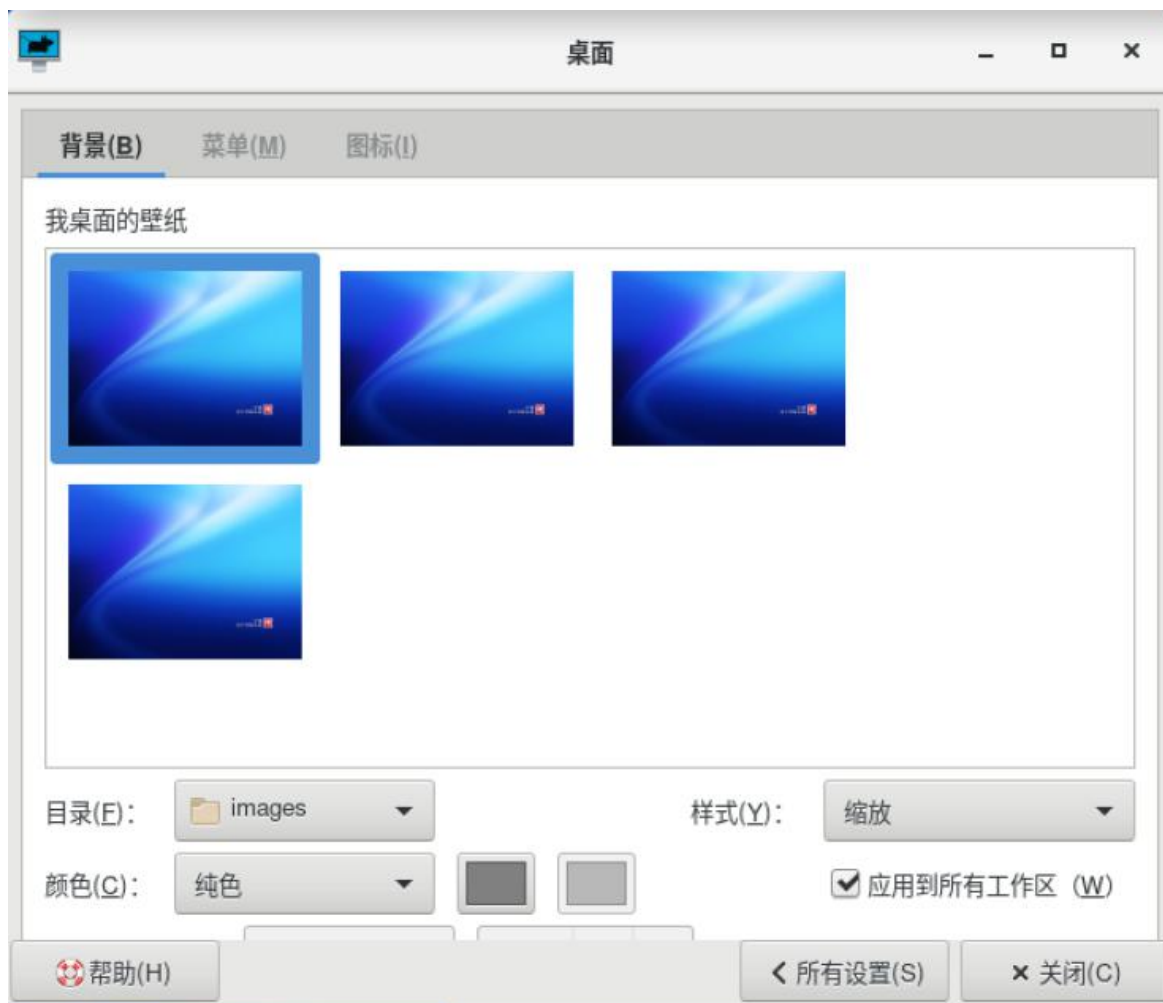 桌面
背景(B) 菜单(M) 图标(I)
我桌面的壁纸
目录(F)： images 样式(Y)： 缩放
颜色(C)： 纯色 应用到所有工作区 (W)
帮助(H) 所有设置(S) 关闭(C)